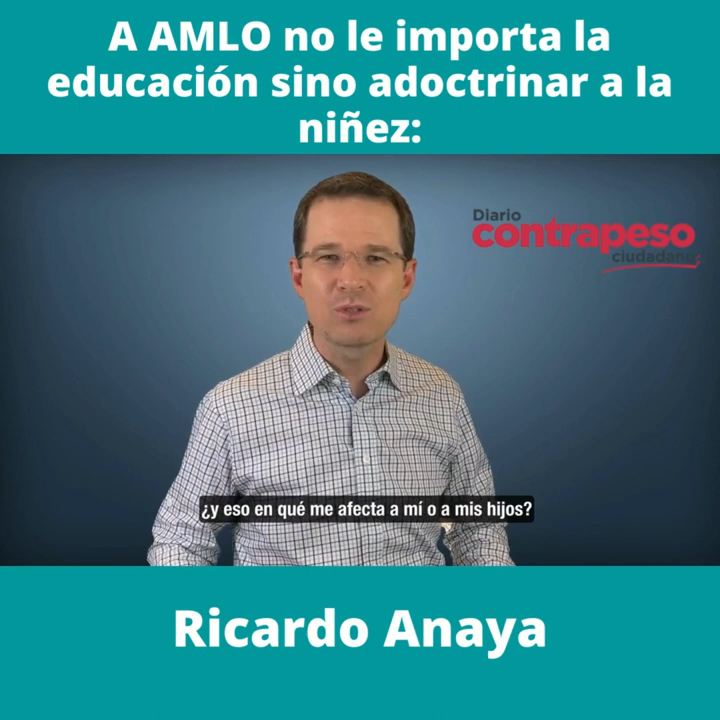 A AMLO no le importa la
educación sino adoctrinar a la
niñez:
Diario
contrapeso
ciudadano
¿y eso en qué me afecta a mí o a mis hijos?
Ricardo Anaya